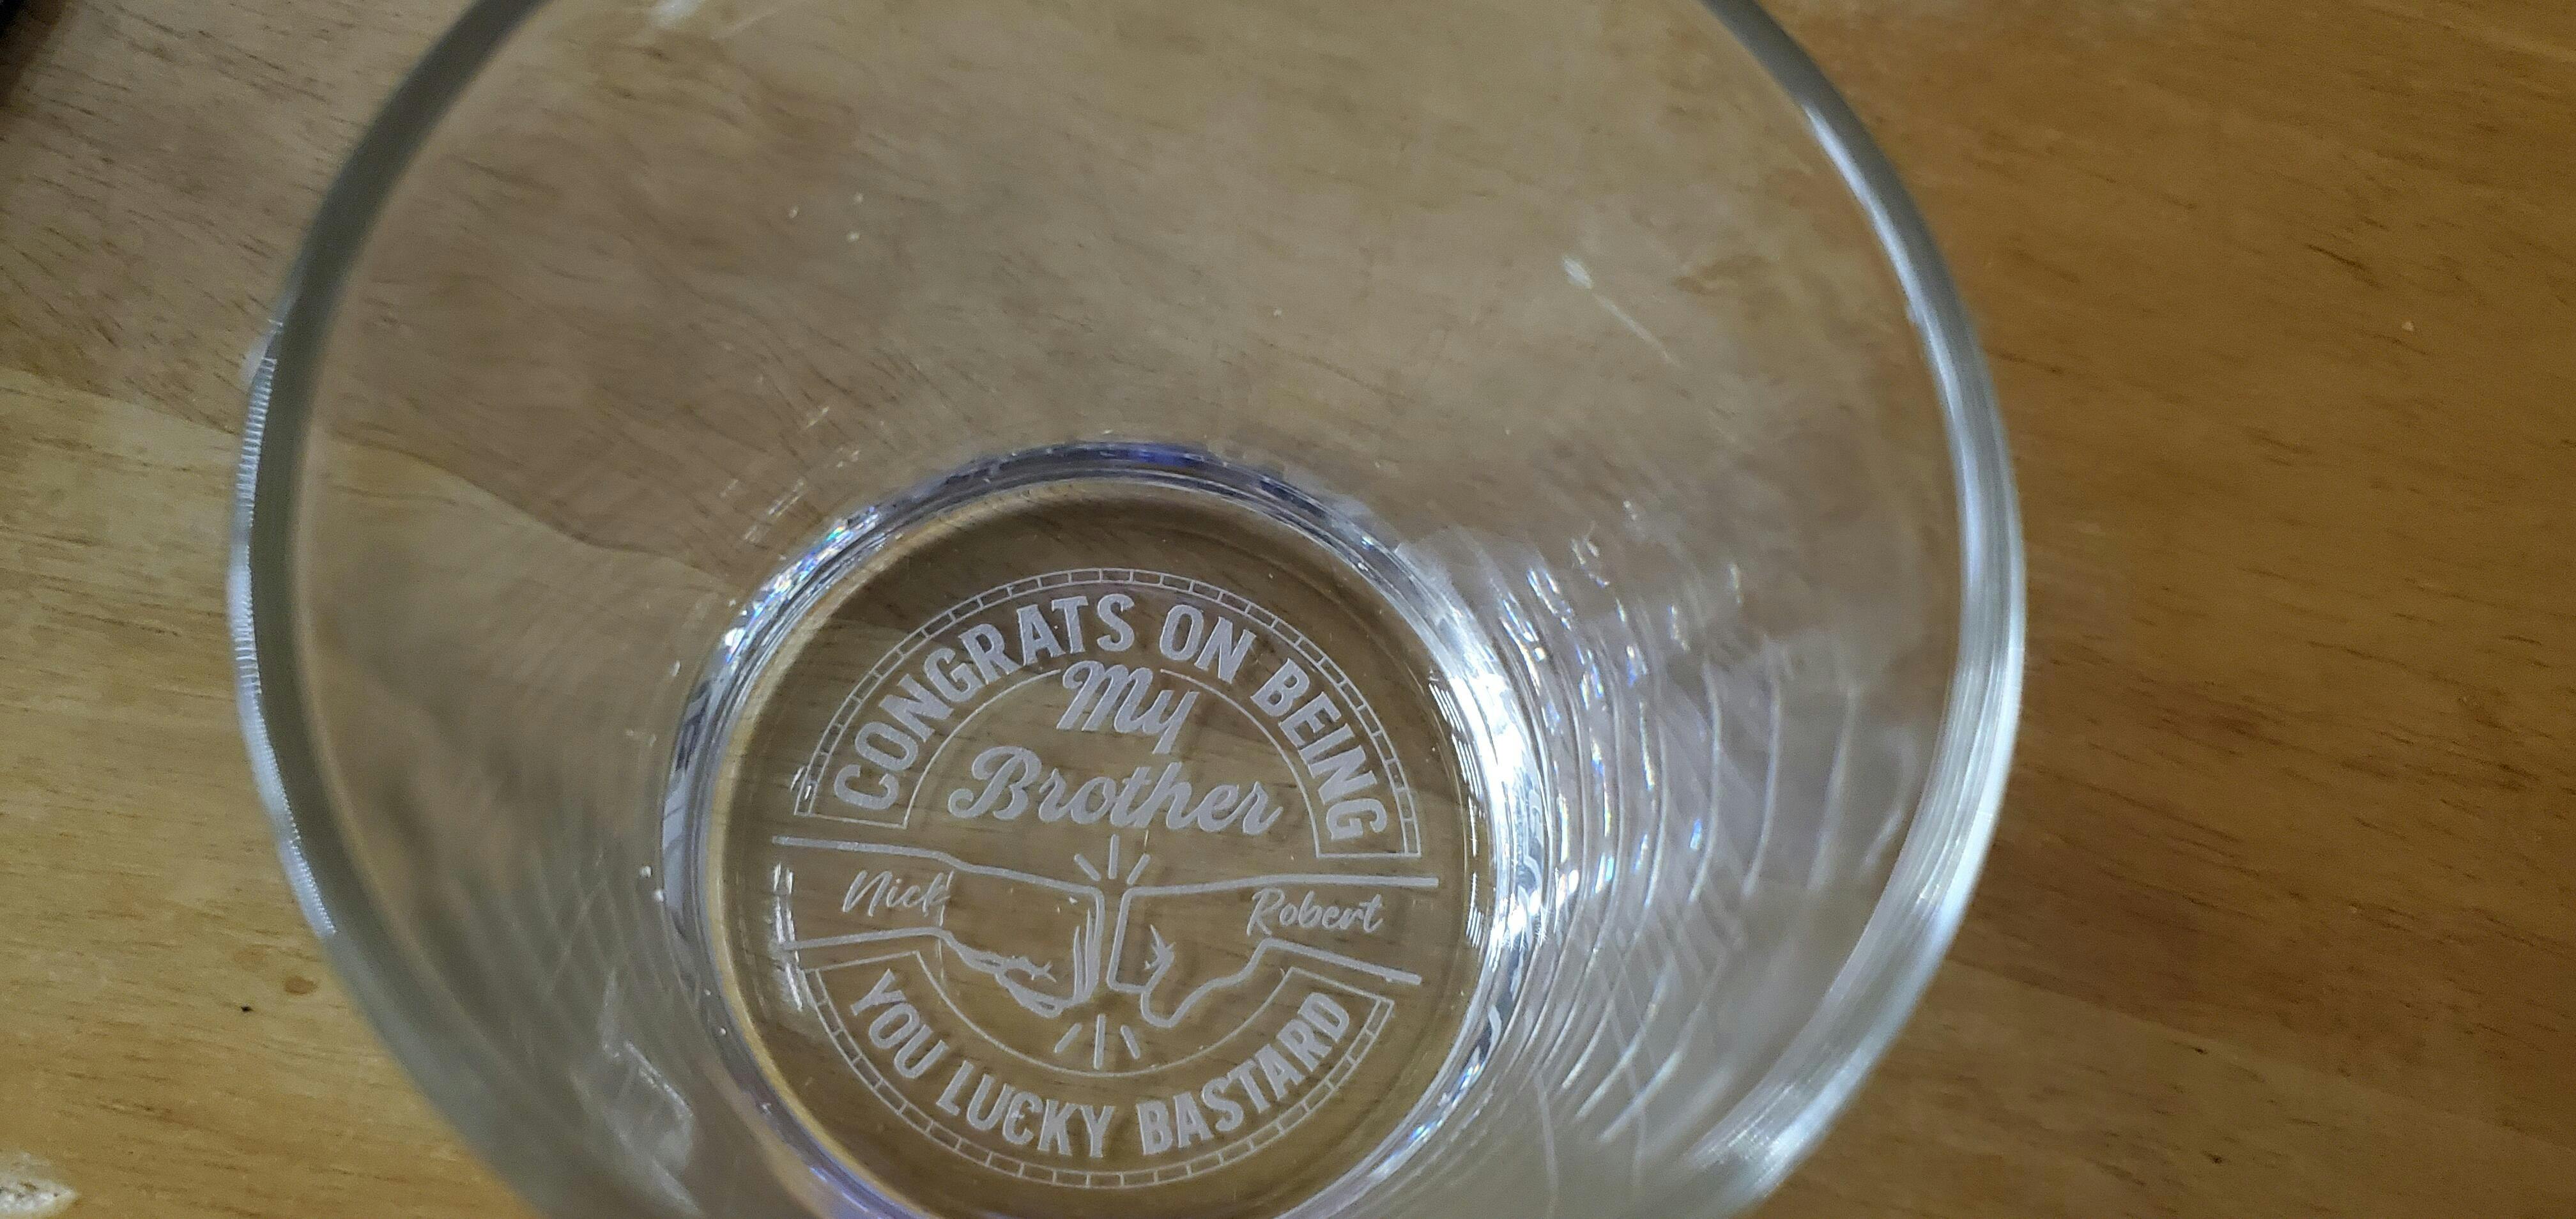 CONGRATS ON BEING
My
Brother
Nick
Robert
YOU LUCKY BASTARD